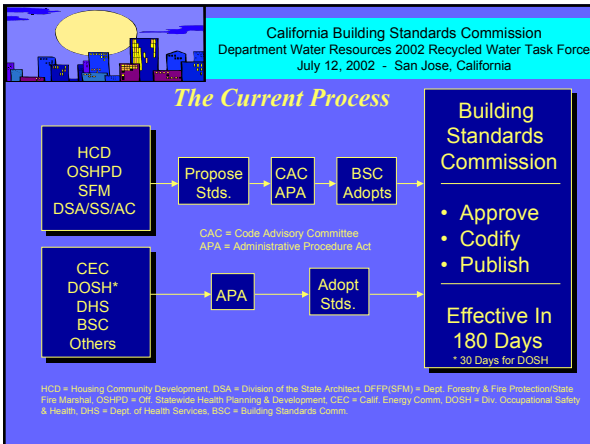 California Building Standards Commission
Department Water Resources 2002 Recycled Water Task Force
July 12, 2002 - San Jose, California
The Current Process
HCD
OSHPD
SFM
DSA/SS/AC
Propose
Stds.
CAC
APA
BSC
Adopts
CAC = Code Advisory Committee
APA = Administrative Procedure Act
CEC
DOSH*
DHS
BSC
Others
APA
Adopt
Stds.
Building
Standards
Commission
• Approve
• Codify
• Publish
Effective In
180 Days
* 30 Days for DOSH
HCD = Housing Community Development, DSA = Division of the State Architect, DFFP(SFM) = Dept. Forestry & Fire Protection/State
Fire Marshal, OSHPD = Off. Statewide Health Planning & Development, CEC = Calif. Energy Comm, DOSH = Div. Occupational Safety
& Health, DHS = Dept. of Health Services, BSC = Building Standards Comm.